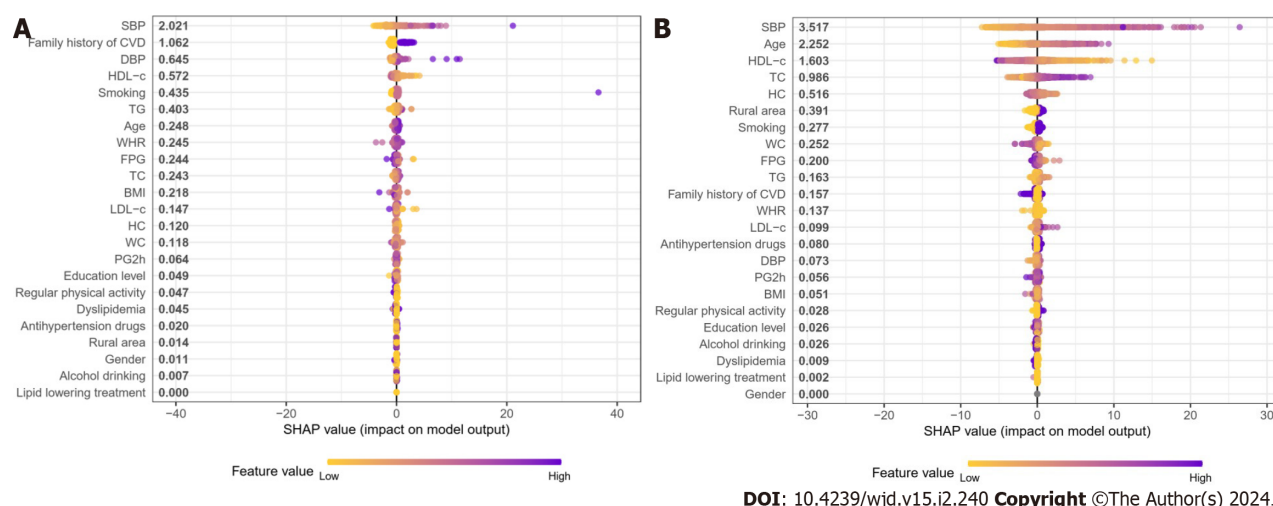 A
SBP 2.021
Family history of CVD 1.062
DBP 0.645
HDL−c 0.572
Smoking 0.435
TG 0.403
Age 0.248
WHR 0.245
FPG 0.244
TC 0.243
BMI 0.218
LDL−c 0.147
HC 0.120
WC 0.118
PG2h 0.064
Education level 0.049
Regular physical activity 0.047
Dyslipidemia 0.045
Antihypertension drugs 0.020
Rural area 0.014
Gender 0.011
Alcohol drinking 0.007
Lipid lowering treatment 0.000
−40 −20 0 20 40
SHAP value (impact on model output)
Feature value Low High
B
SBP 3.517
Age 2.252
HDL−c 1.603
TC 0.986
HC 0.516
Rural area 0.391
Smoking 0.277
WC 0.252
FPG 0.200
TG 0.163
Family history of CVD 0.157
WHR 0.137
LDL−c 0.099
Antihypertension drugs 0.080
DBP 0.073
PG2h 0.056
BMI 0.051
Regular physical activity 0.028
Education level 0.026
Alcohol drinking 0.026
Dyslipidemia 0.009
Lipid lowering treatment 0.002
Gender 0.000
−30 −20 −10 0 10 20 30
SHAP value (impact on model output)
Feature value Low High
DOI: 10.4239/wjd.v15.i2.240 Copyright ©The Author(s) 2024.